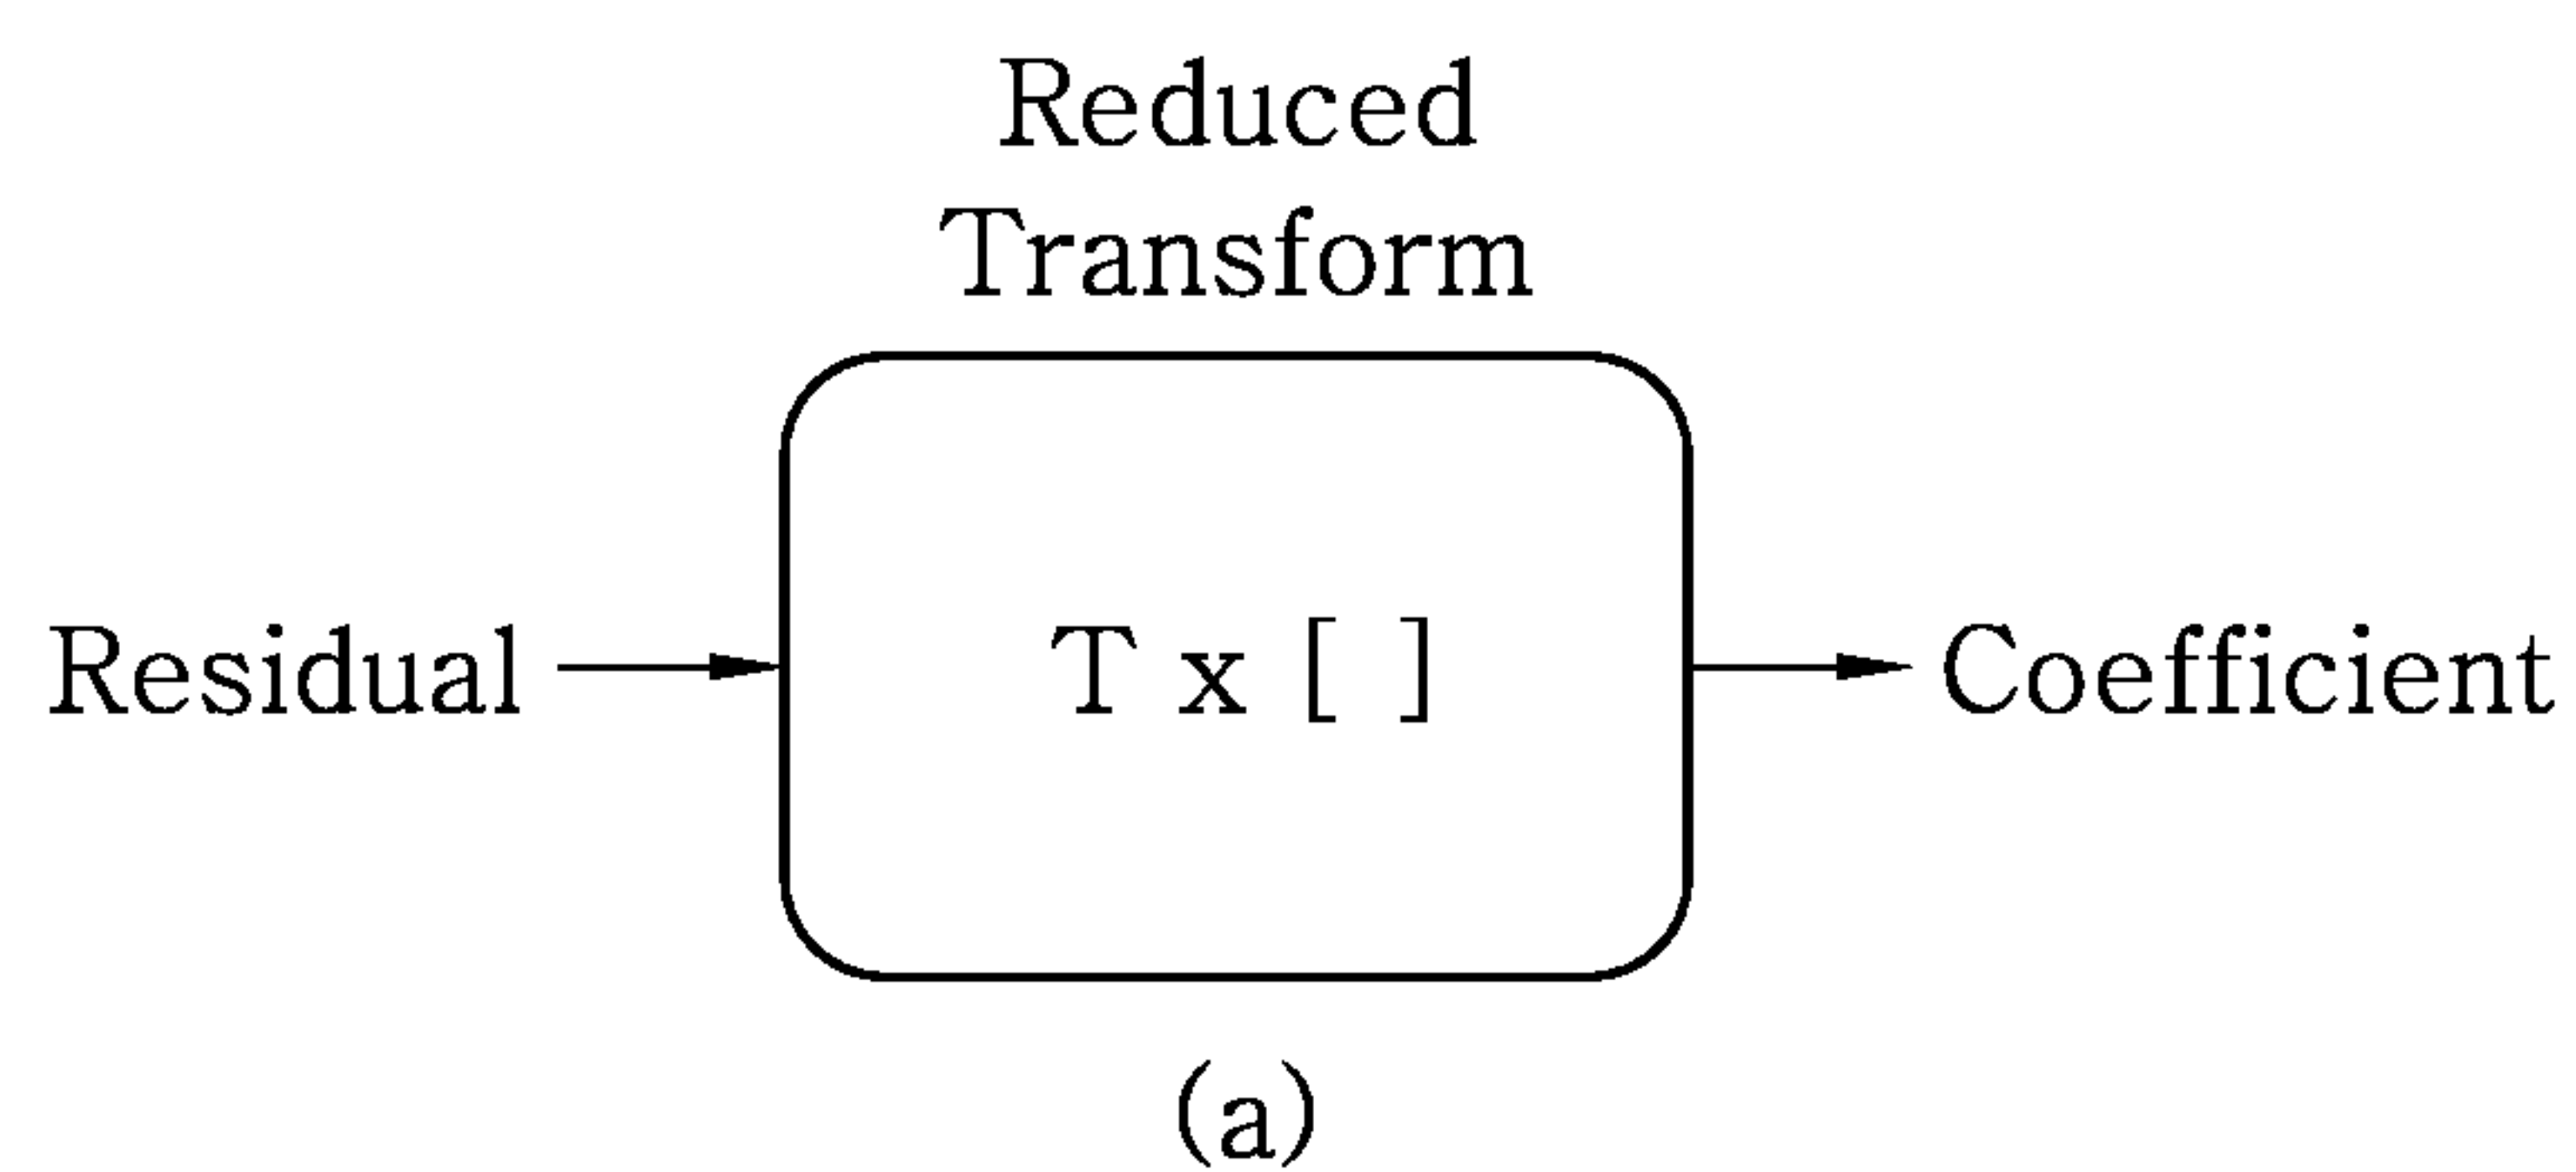 Reduced
Transform
Residual
T x [ ]
Coefficient
(a)